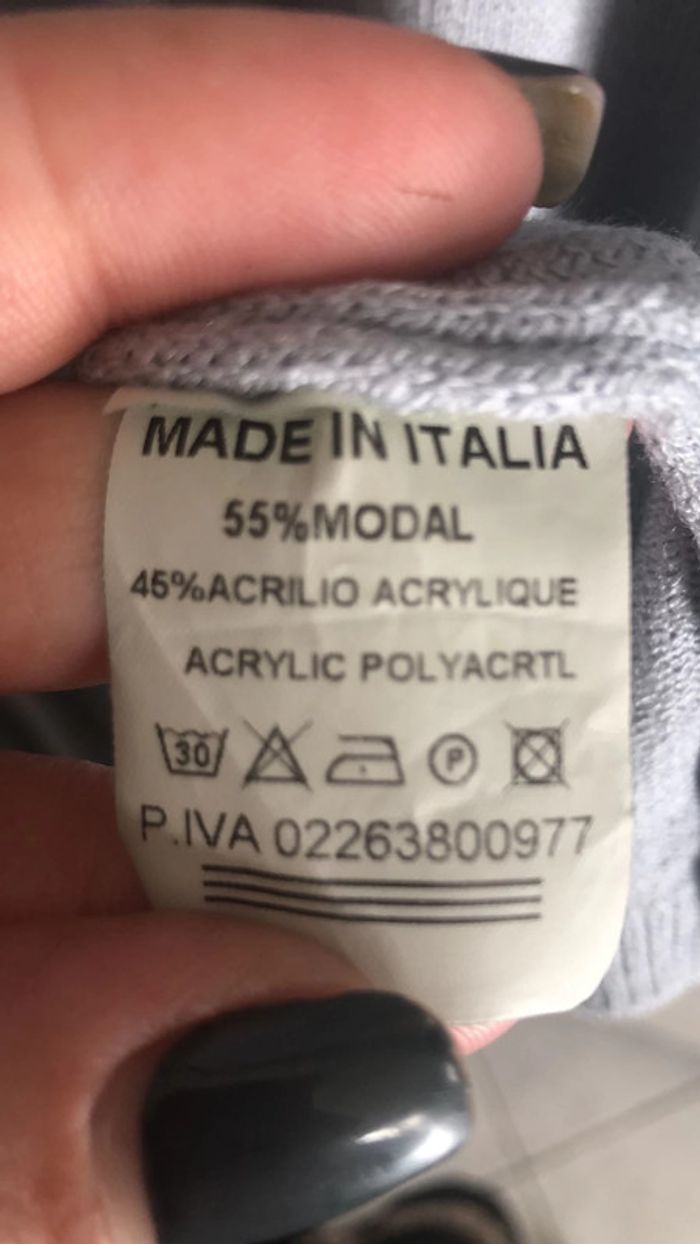 MADE IN ITALIA
55%MODAL
45%ACRILIO ACRYLIQUE
ACRYLIC POLYACRTL
30 P
P.IVA 02263800977